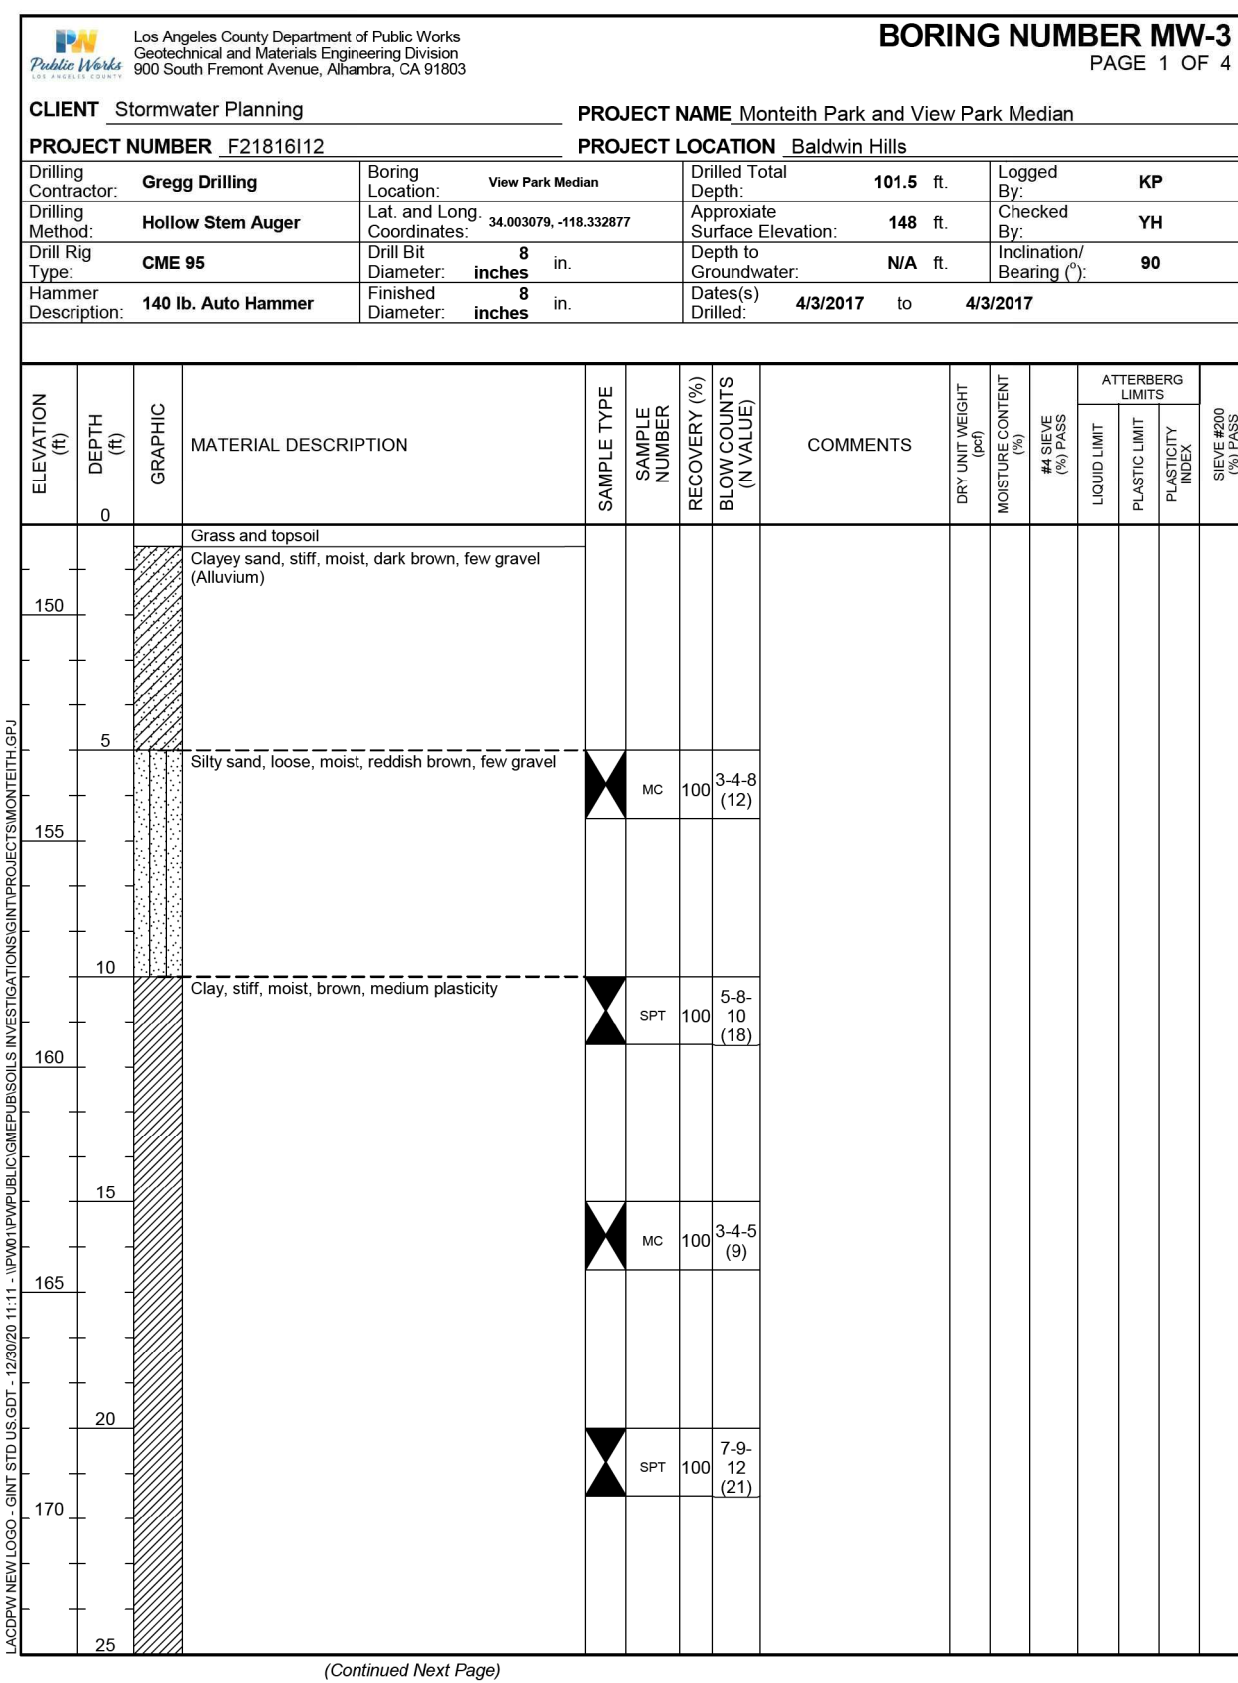 PW
Public Works
LOS ANGELES COUNTY
Los Angeles County Department of Public Works
Geotechnical and Materials Engineering Division
900 South Fremont Avenue, Alhambra, CA 91803
BORING NUMBER MW-3
PAGE 1 OF 4
CLIENT Stormwater Planning
PROJECT NAME Monteith Park and View Park Median
PROJECT NUMBER F21816I12
PROJECT LOCATION Baldwin Hills
Drilling
Contractor: Gregg Drilling
Boring
Location: View Park Median
Drilled Total
Depth: 101.5 ft.
Logged
By: KP
Drilling
Method: Hollow Stem Auger
Lat. and Long.
Coordinates: 34.003079, -118.332877
Approxiate
Surface Elevation: 148 ft.
Checked
By: YH
Drill Rig
Type: CME 95
Drill Bit
Diameter: 8
inches in.
Depth to
Groundwater: N/A ft.
Inclination/
Bearing (º): 90
Hammer
Description: 140 lb. Auto Hammer
Finished
Diameter: 8
inches in.
Dates(s)
Drilled: 4/3/2017 to 4/3/2017
ELEVATION
(ft)
DEPTH
(ft)
GRAPHIC
MATERIAL DESCRIPTION
SAMPLE TYPE
SAMPLE
NUMBER
RECOVERY (%)
BLOW COUNTS
(N VALUE)
COMMENTS
DRY UNIT WEIGHT
(pcf)
MOISTURE CONTENT
(%)
#4 SIEVE
(%) PASS
ATTERBERG
LIMITS
LIQUID LIMIT
PLASTIC LIMIT
PLASTICITY
INDEX
SIEVE #200
(%) PASS
0
Grass and topsoil
Clayey sand, stiff, moist, dark brown, few gravel
(Alluvium)
150
5
Silty sand, loose, moist, reddish brown, few gravel
MC 100 3-4-8
(12)
155
10
Clay, stiff, moist, brown, medium plasticity
SPT 100 5-8-
10
(18)
160
15
MC 100 3-4-5
(9)
165
20
SPT 100 7-9-
12
(21)
170
25
(Continued Next Page)
LACDPW NEW LOGO - GINT STD US.GDT - 12/30/20 11:11 - \\PW01\PWPUBLIC\GMEPUB\SOILS INVESTIGATIONS\GINT\PROJECTS\MONTEITH.GPJ